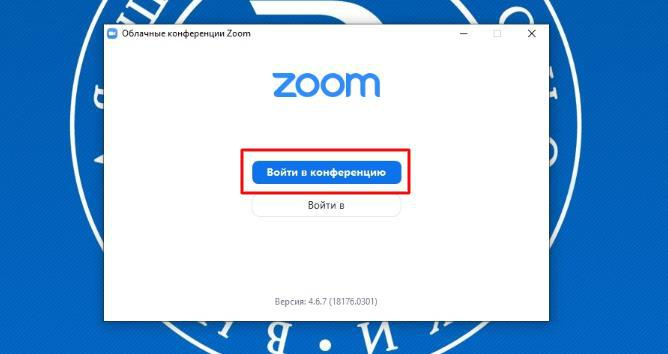 Облачные конференции Zoom
zoom
Войти в конференцию
Войти в
Версия: 4.6.7 (18176.0301)